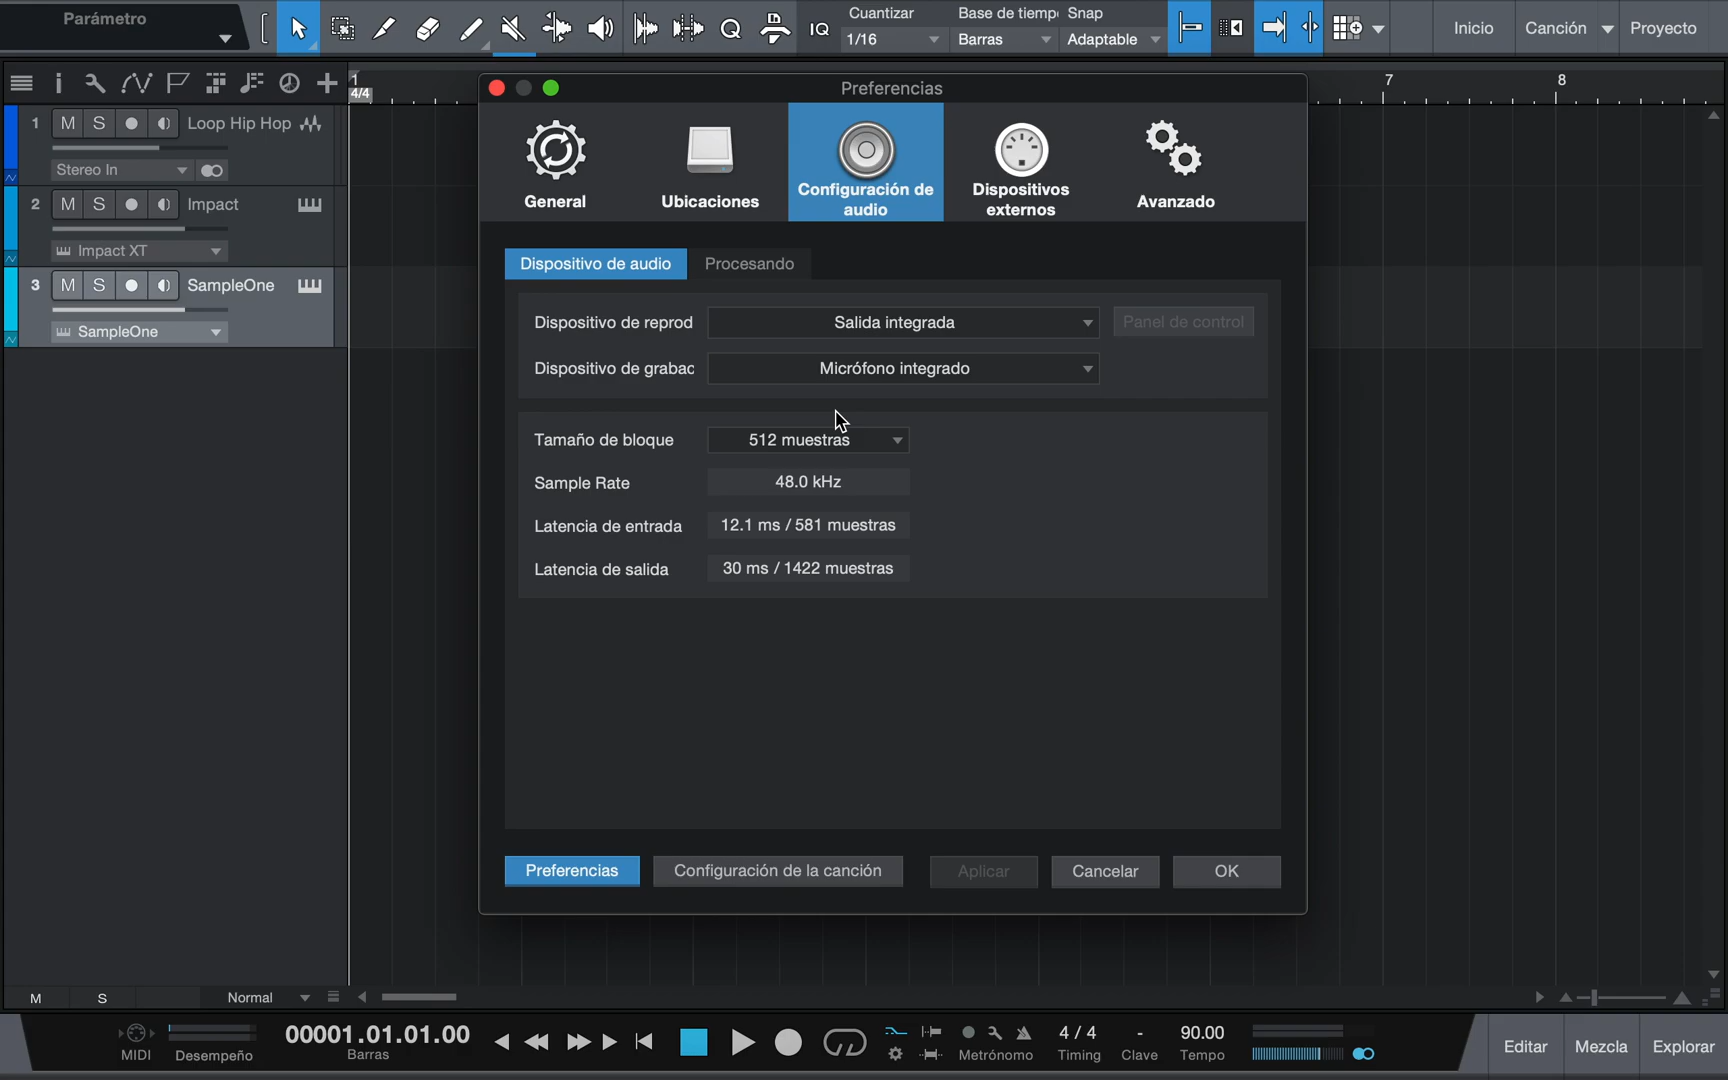 Parámetro
Cuantizar
Base de tiemp
Snap
IQ
1/16
Barras
Adaptable
Inicio
Canción
Proyecto
1
4/4
7
8
Preferencias
General
Ubicaciones
Configuración de
audio
Dispositivos
externos
Avanzado
1
M
S
Loop Hip Hop
Stereo In
2
M
S
Impact
Impact XT
3
M
S
SampleOne
SampleOne
Dispositivo de audio
Procesando
Dispositivo de reprod
Salida integrada
Panel de control
Dispositivo de grabac
Micrófono integrado
Tamaño de bloque
512 muestras
Sample Rate
48.0 kHz
Latencia de entrada
12.1 ms / 581 muestras
Latencia de salida
30 ms / 1422 muestras
Preferencias
Configuración de la canción
Aplicar
Cancelar
OK
M
S
Normal
MIDI
Desempeño
00001.01.01.00
Barras
Metrónomo
4 / 4
Timing
-
Clave
90.00
Tempo
Editar
Mezcla
Explorar